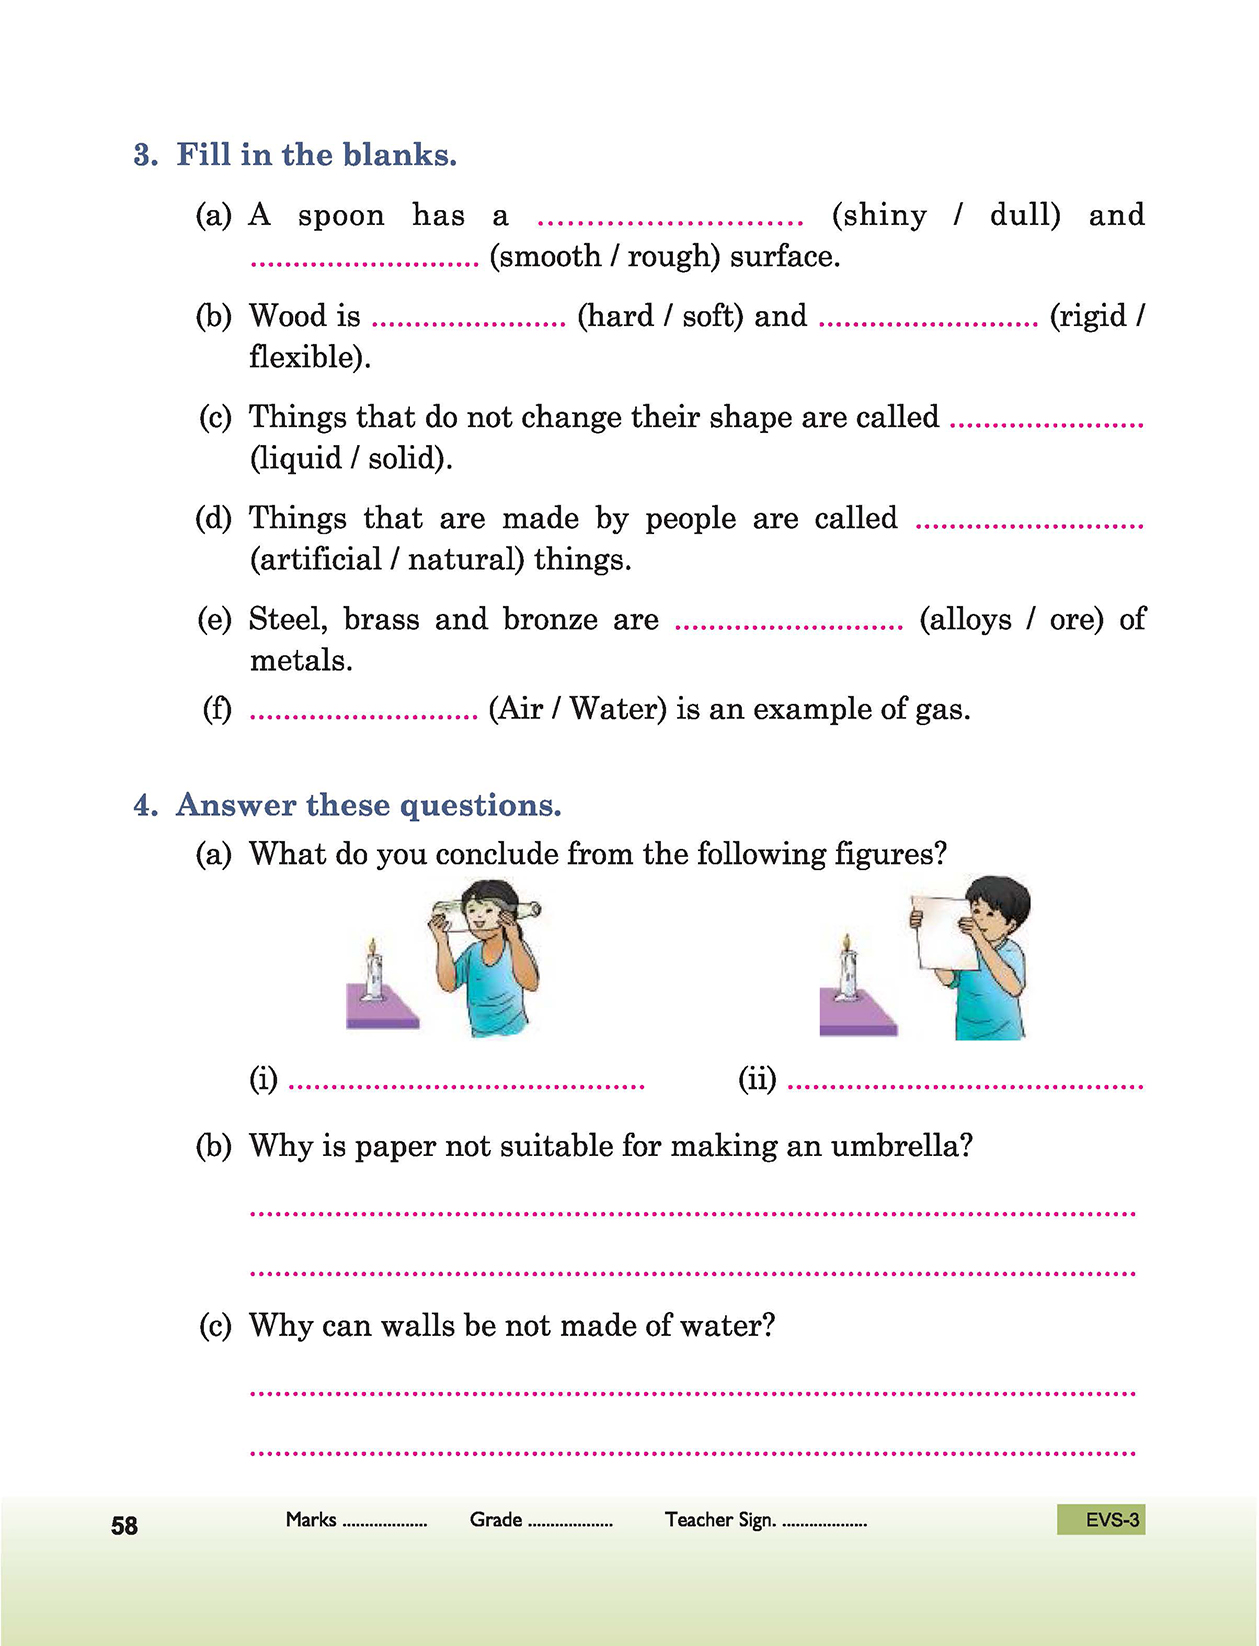 3. Fill in the blanks.
(a) A spoon has a .......................... (shiny / dull) and
........................... (smooth / rough) surface.
(b) Wood is ....................... (hard / soft) and .......................... (rigid /
flexible).
(c) Things that do not change their shape are called .......................
(liquid / solid).
(d) Things that are made by people are called ...........................
(artificial / natural) things.
(e) Steel, brass and bronze are ........................... (alloys / ore) of
metals.
(f) ........................... (Air / Water) is an example of gas.
4. Answer these questions.
(a) What do you conclude from the following figures?
(i) .......................................... (ii) ..........................................
(b) Why is paper not suitable for making an umbrella?
.........................................................................................................
.........................................................................................................
(c) Why can walls be not made of water?
.........................................................................................................
.........................................................................................................
58 Marks ................... Grade ................... Teacher Sign. ................... EVS-3